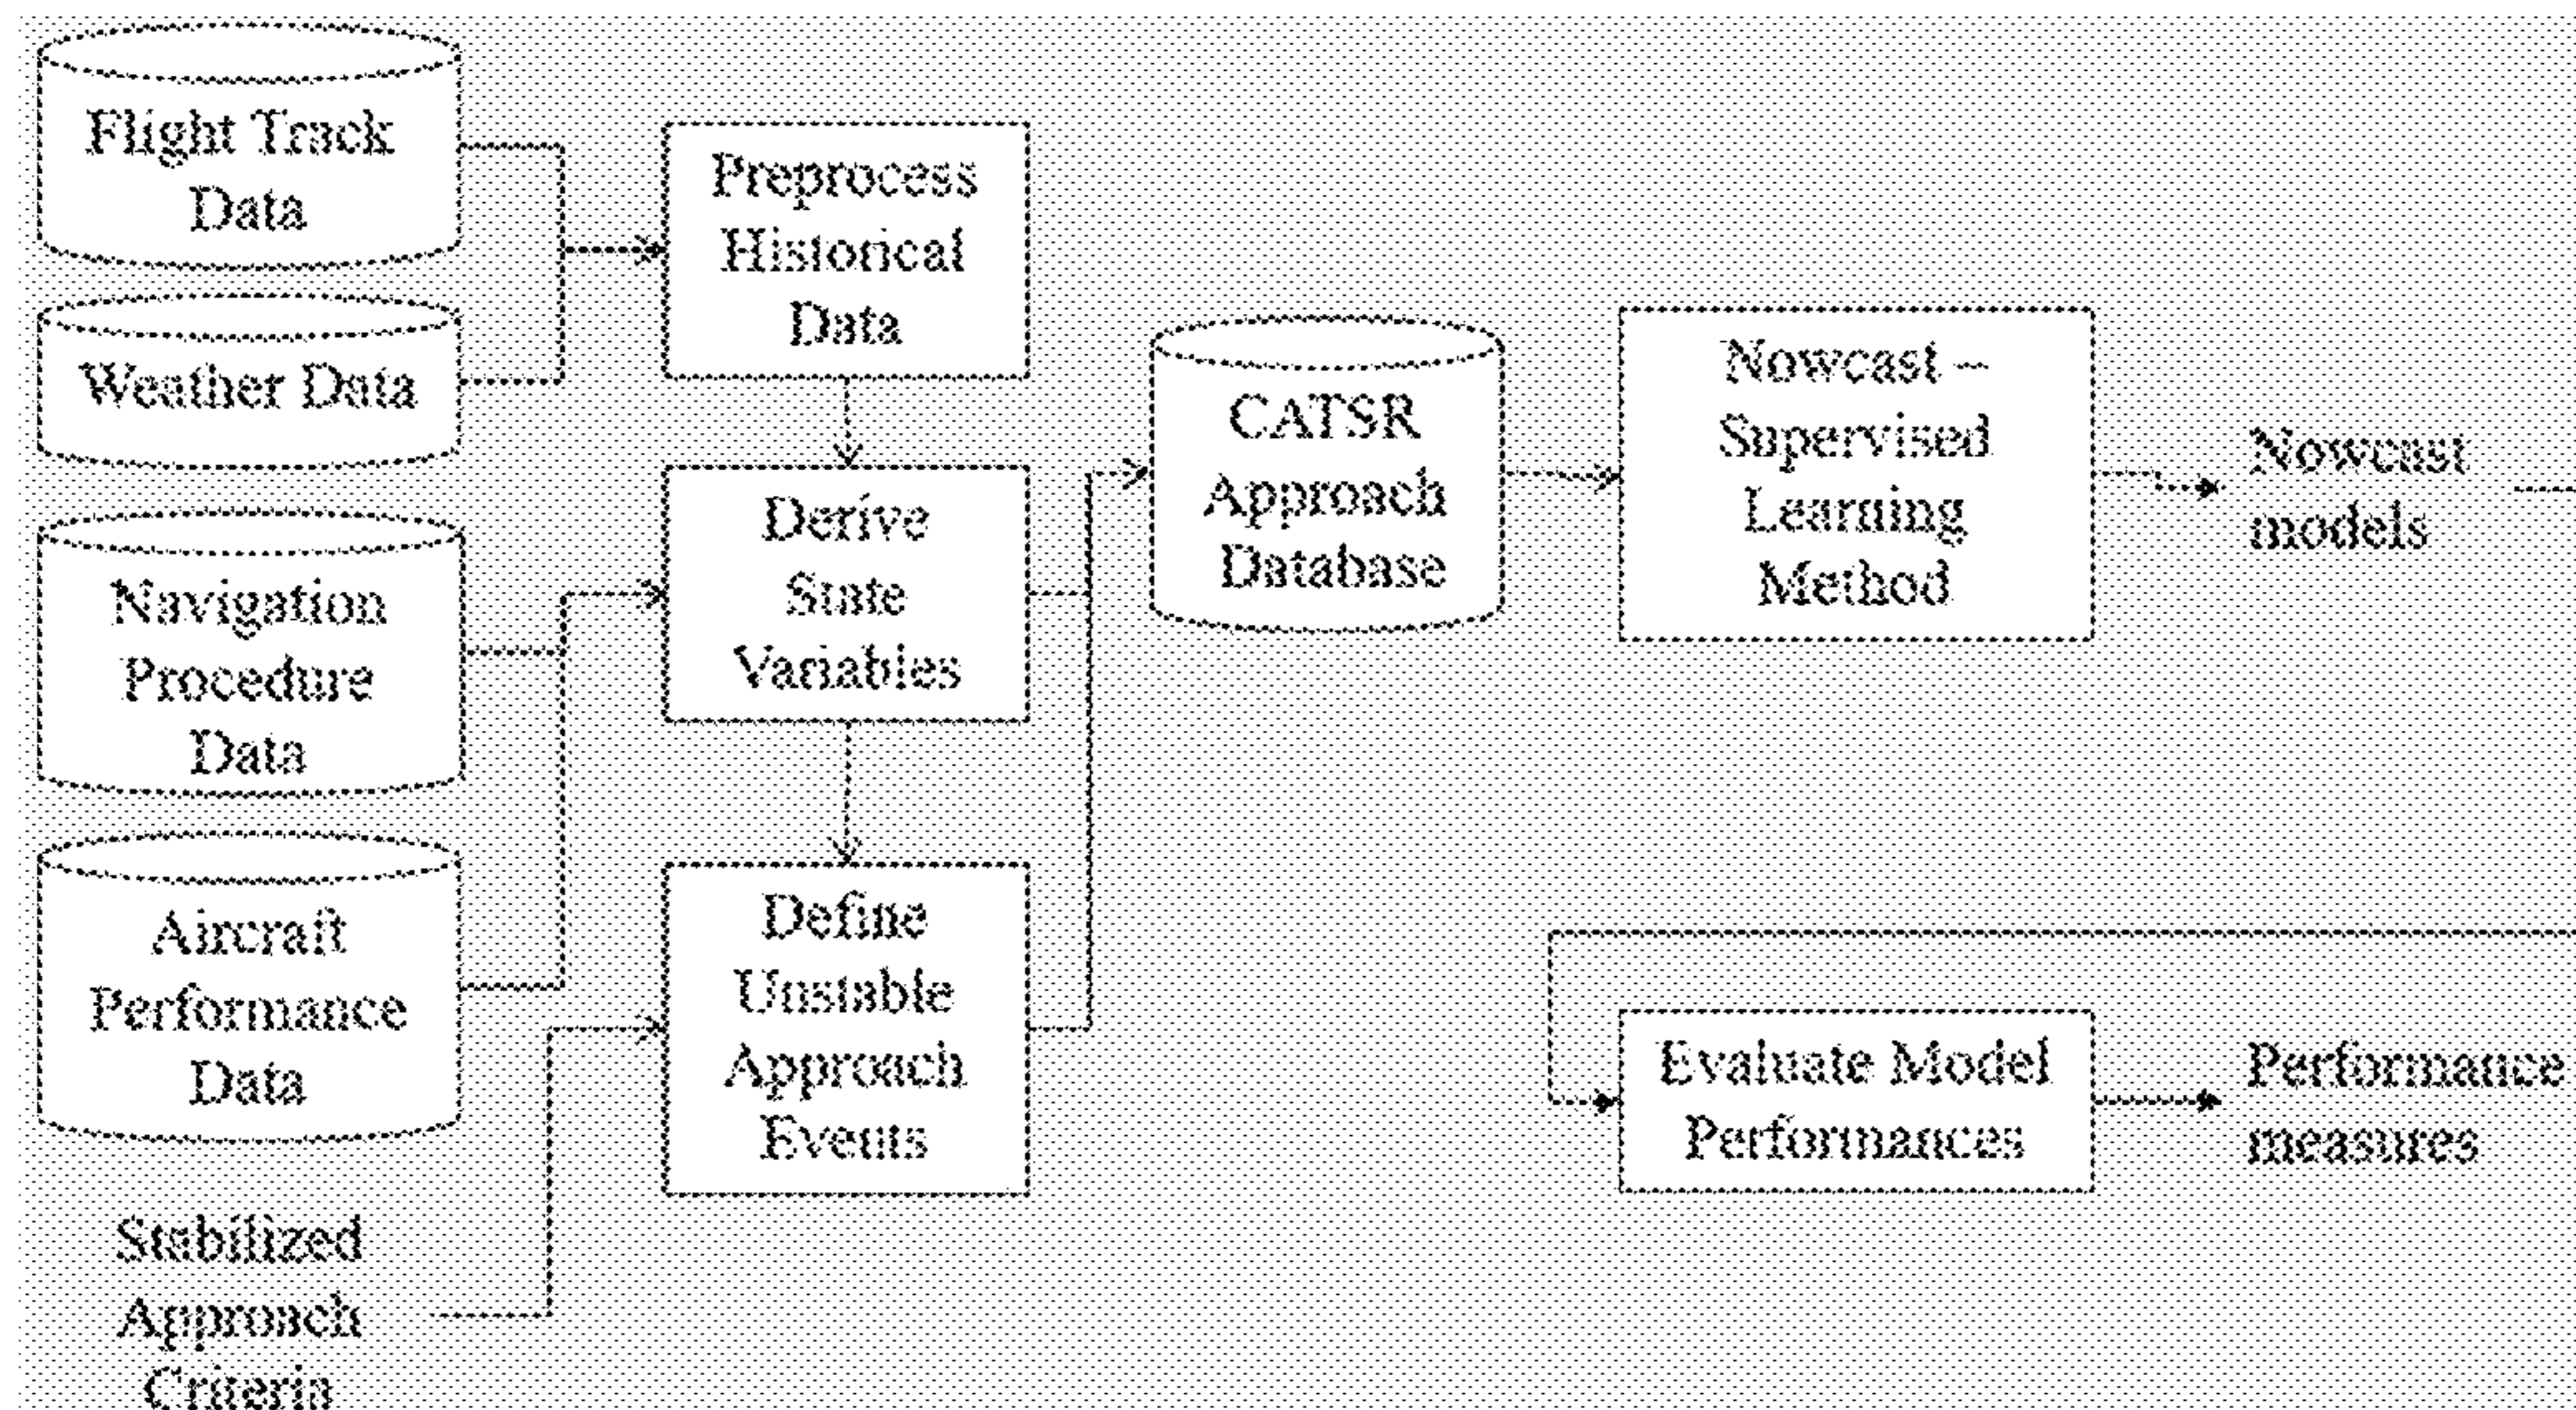 Flight Track
Data
Weather Data
Navigation
Procedure
Data
Aircraft
Performance
Data
Stabilized
Approach
Criteria
Preprocess
Historical
Data
Derive
State
Variables
Define
Unstable
Approach
Events
CATSR
Approach
Database
Nowcast –
Supervised
Learning
Method
Nowcast
models
Evaluate Model
Performances
Performance
measures